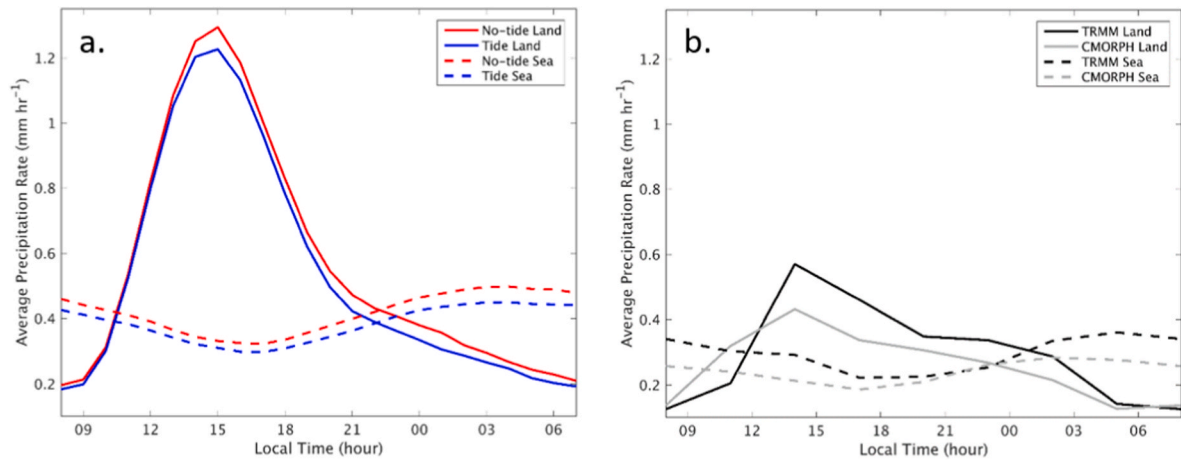 a.
No-tide Land
Tide Land
No-tide Sea
Tide Sea
Average Precipitation Rate (mm hr⁻¹)
1.2
1
0.8
0.6
0.4
0.2
09 12 15 18 21 00 03 06
Local Time (hour)
b.
TRMM Land
CMORPH Land
TRMM Sea
CMORPH Sea
Average Precipitation Rate (mm hr⁻¹)
1.2
1
0.8
0.6
0.4
0.2
09 12 15 18 21 00 03 06
Local Time (hour)